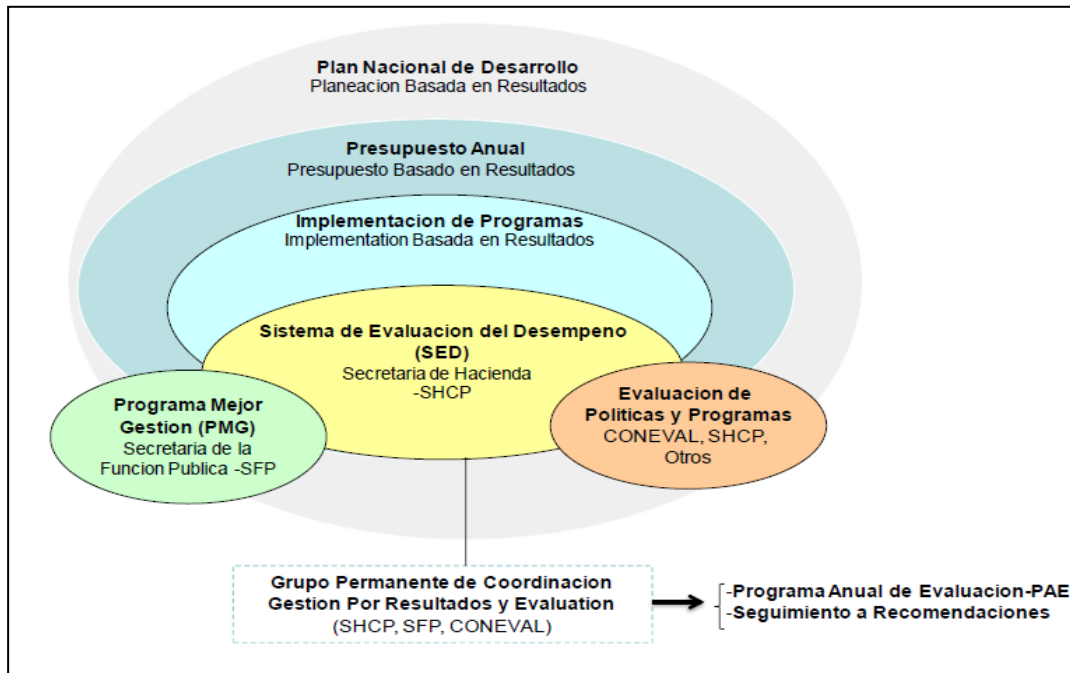 Plan Nacional de Desarrollo
Planeacion Basada en Resultados
Presupuesto Anual
Presupuesto Basado en Resultados
Implementacion de Programas
Implementation Basada en Resultados
Sistema de Evaluacion del Desempeno
(SED)
Secretaria de Hacienda
-SHCP
Programa Mejor
Gestion (PMG)
Secretaria de la
Funcion Publica -SFP
Evaluacion de
Politicas y Programas
CONEVAL, SHCP,
Otros
Grupo Permanente de Coordinacion
Gestion Por Resultados y Evaluation
(SHCP, SFP, CONEVAL)
-Programa Anual de Evaluacion-PAE
-Seguimiento a Recomendaciones